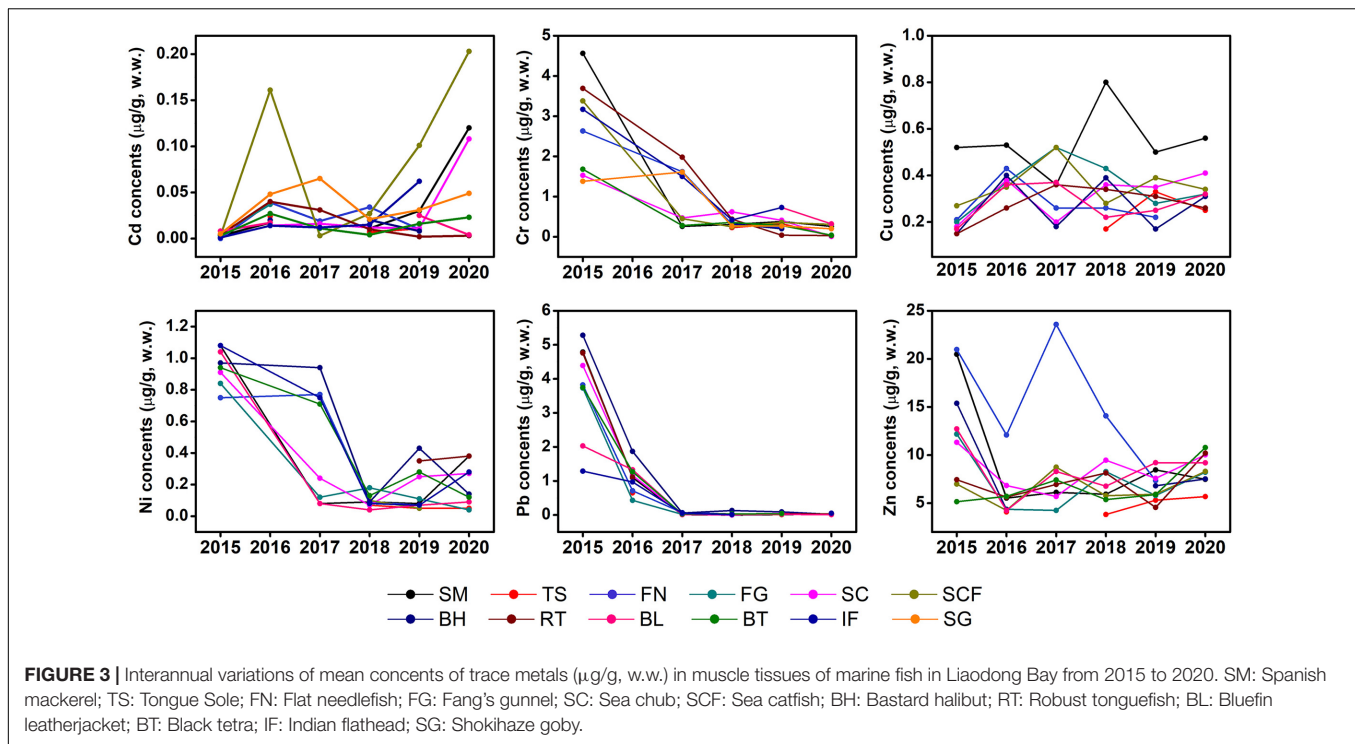 Cd concents (μg/g, w.w.)
0.20
0.15
0.10
0.05
0.00
2015 2016 2017 2018 2019 2020
Cr concents (μg/g, w.w.)
5
4
3
2
1
0
2015 2016 2017 2018 2019 2020
Cu concents (μg/g, w.w.)
1.0
0.8
0.6
0.4
0.2
2015 2016 2017 2018 2019 2020
Ni concents (μg/g, w.w.)
1.2
1.0
0.8
0.6
0.4
0.2
0.0
2015 2016 2017 2018 2019 2020
Pb concents (μg/g, w.w.)
6
5
4
3
2
1
0
2015 2016 2017 2018 2019 2020
Zn concents (μg/g, w.w.)
25
20
15
10
5
2015 2016 2017 2018 2019 2020
SM TS FN FG SC SCF
BH RT BL BT IF SG
FIGURE 3 | Interannual variations of mean concents of trace metals (μg/g, w.w.) in muscle tissues of marine fish in Liaodong Bay from 2015 to 2020. SM: Spanish
mackerel; TS: Tongue Sole; FN: Flat needlefish; FG: Fang's gunnel; SC: Sea chub; SCF: Sea catfish; BH: Bastard halibut; RT: Robust tonguefish; BL: Bluefin
leatherjacket; BT: Black tetra; IF: Indian flathead; SG: Shokihaze goby.